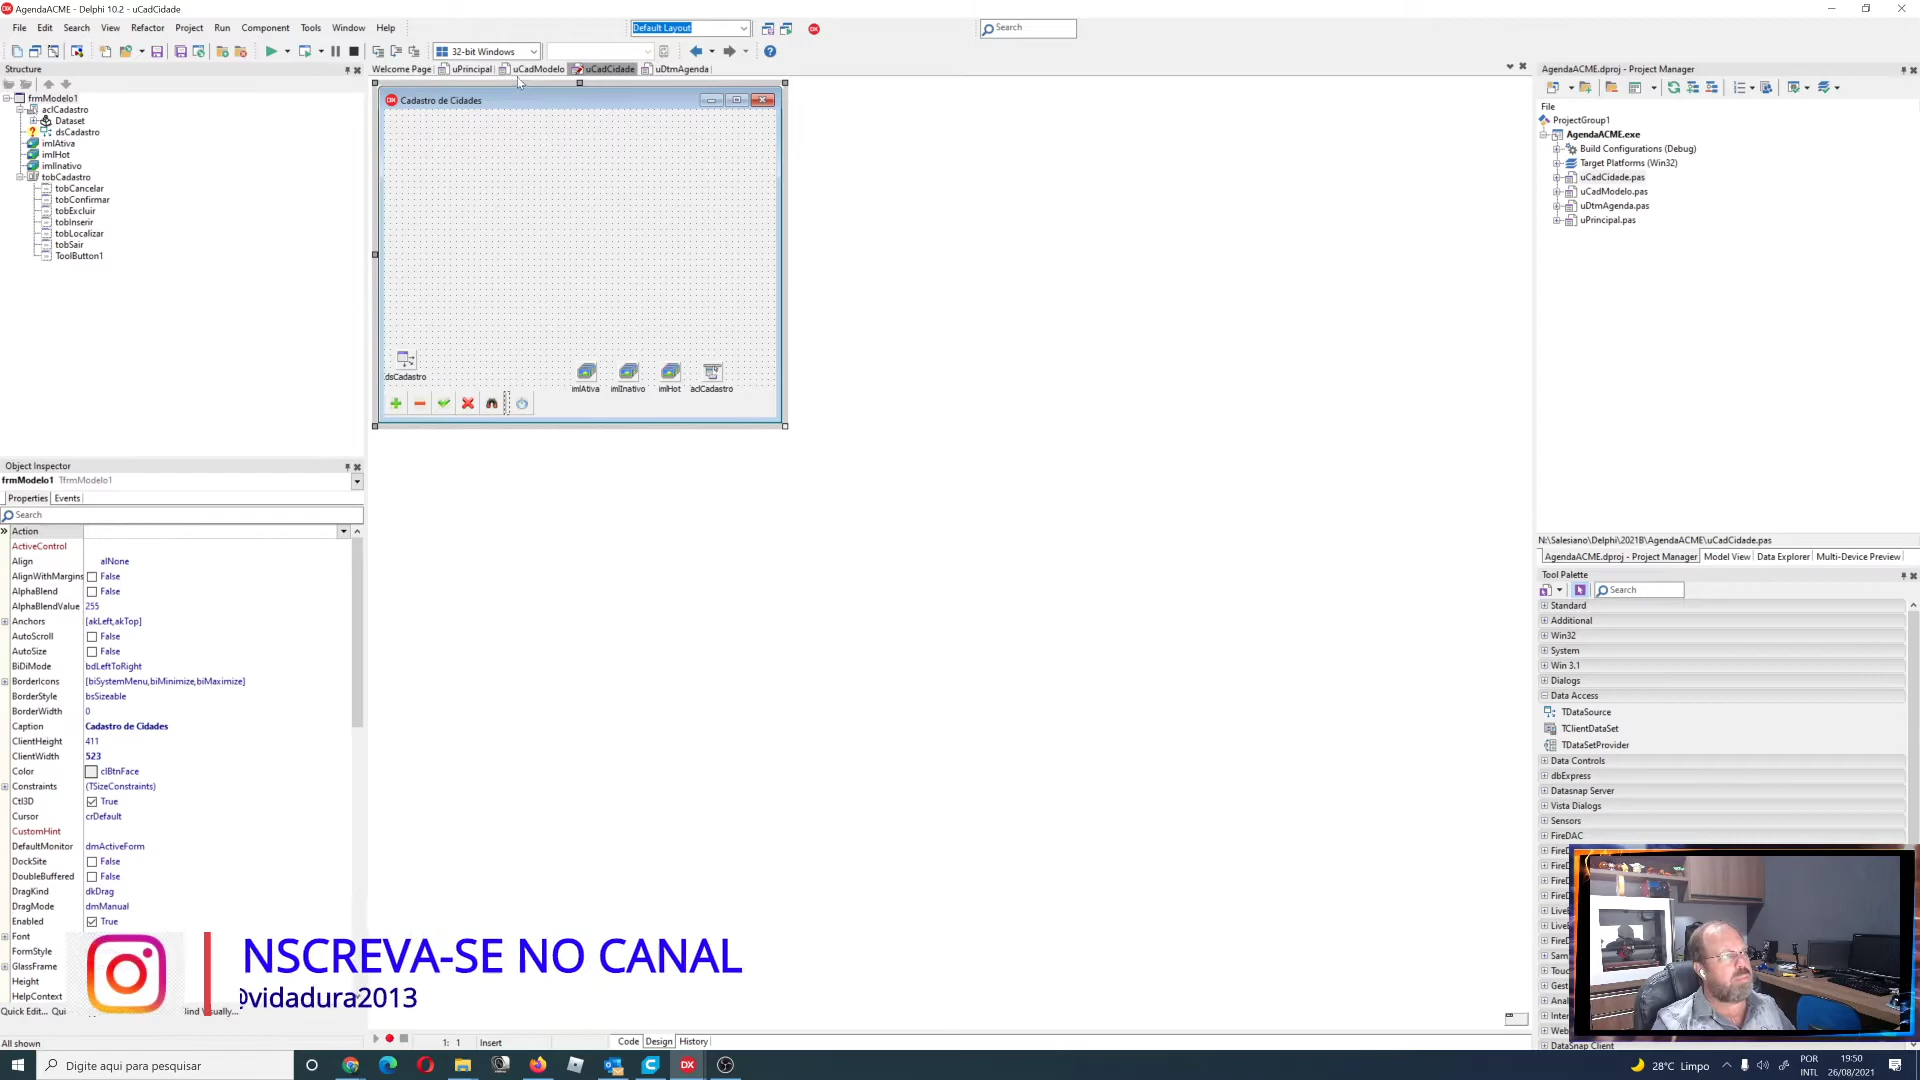 AgendaACME - Delphi 10.2 - uCadCidade
File Edit Search View Refactor Project Run Component Tools Window Help
Default Layout
Search
32-bit Windows
Structure
Welcome Page uPrincipal uCadModelo uCadCidade uDtmAgenda
frmModelo1
aclCadastro
Dataset
dsCadastro
imlAtiva
imlHot
imlInativo
tobCadastro
tobCancelar
tobConfirmar
tobExcluir
tobInserir
tobLocalizar
tobSair
ToolButton1
Cadastro de Cidades
dsCadastro
imlAtiva imlInativo imlHot aclCadastro
Object Inspector
frmModelo1 TfrmModelo1
Properties Events
Search
Action
ActiveControl
Align alNone
AlignWithMargins False
AlphaBlend False
AlphaBlendValue 255
Anchors [akLeft,akTop]
AutoScroll False
AutoSize False
BiDiMode bdLeftToRight
BorderIcons [biSystemMenu,biMinimize,biMaximize]
BorderStyle bsSizeable
BorderWidth 0
Caption Cadastro de Cidades
ClientHeight 411
ClientWidth 523
Color clBtnFace
Constraints (TSizeConstraints)
Ctl3D True
Cursor crDefault
CustomHint
DefaultMonitor dmActiveForm
DockSite False
DoubleBuffered False
DragKind dkDrag
DragMode dmManual
Enabled True
Font
FormStyle
GlassFrame
Height
HelpContext
Quick Edit...
All shown
NSCREVA-SE NO CANAL
@vidadura2013
1: 1 Insert
Code Design History
AgendaACME.dproj - Project Manager
File
ProjectGroup1
AgendaACME.exe
Build Configurations (Debug)
Target Platforms (Win32)
uCadCidade.pas
uCadModelo.pas
uDtmAgenda.pas
uPrincipal.pas
N:\Salesiano\Delphi\2021B\AgendaACME\uCadCidade.pas
AgendaACME.dproj - Project Manager Model View Data Explorer Multi-Device Preview
Tool Palette
Search
Standard
Additional
Win32
System
Win 3.1
Dialogs
Data Access
TDataSource
TClientDataSet
TDataSetProvider
Data Controls
dbExpress
Datasnap Server
Vista Dialogs
Sensors
FireDAC
DataSnap Client
Digite aqui para pesquisar
28°C Limpo
POR
INTL
19:50
26/08/2021